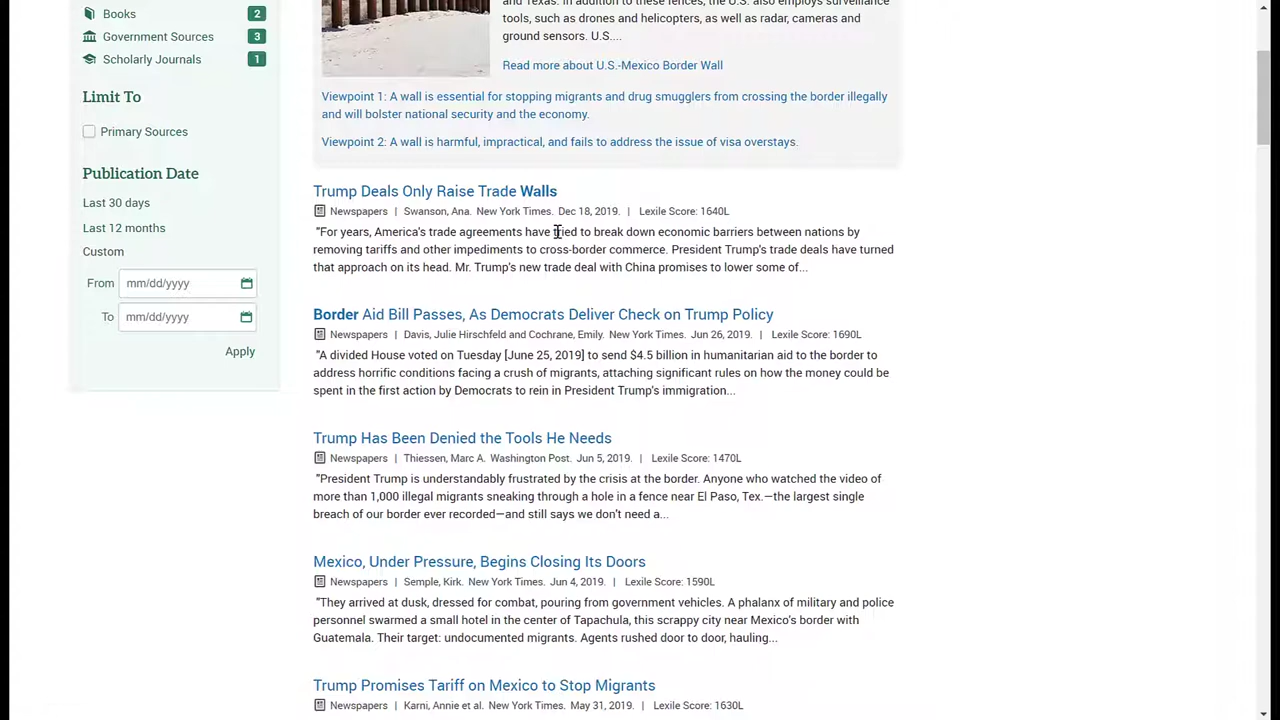 Books 2
Government Sources 3
Scholarly Journals 1
Limit To
Primary Sources
Publication Date
Last 30 days
Last 12 months
Custom
From mm/dd/yyyy
To mm/dd/yyyy
Apply
and Texas. In addition to these fences, the U.S. also employs surveillance
tools, such as drones and helicopters, as well as radar, cameras and
ground sensors. U.S....
Read more about U.S.-Mexico Border Wall
Viewpoint 1: A wall is essential for stopping migrants and drug smugglers from crossing the border illegally
and will bolster national security and the economy.
Viewpoint 2: A wall is harmful, impractical, and fails to address the issue of visa overstays.
Trump Deals Only Raise Trade Walls
Newspapers | Swanson, Ana. New York Times. Dec 18, 2019. | Lexile Score: 1640L
"For years, America's trade agreements have tried to break down economic barriers between nations by
removing tariffs and other impediments to cross-border commerce. President Trump's trade deals have turned
that approach on its head. Mr. Trump's new trade deal with China promises to lower some of...
Border Aid Bill Passes, As Democrats Deliver Check on Trump Policy
Newspapers | Davis, Julie Hirschfeld and Cochrane, Emily. New York Times. Jun 26, 2019. | Lexile Score: 1690L
"A divided House voted on Tuesday [June 25, 2019] to send $4.5 billion in humanitarian aid to the border to
address horrific conditions facing a crush of migrants, attaching significant rules on how the money could be
spent in the first action by Democrats to rein in President Trump's immigration...
Trump Has Been Denied the Tools He Needs
Newspapers | Thiessen, Marc A. Washington Post. Jun 5, 2019. | Lexile Score: 1470L
"President Trump is understandably frustrated by the crisis at the border. Anyone who watched the video of
more than 1,000 illegal migrants sneaking through a hole in a fence near El Paso, Tex.—the largest single
breach of our border ever recorded—and still says we don't need a...
Mexico, Under Pressure, Begins Closing Its Doors
Newspapers | Semple, Kirk. New York Times. Jun 4, 2019. | Lexile Score: 1590L
"They arrived at dusk, dressed for combat, pouring from government vehicles. A phalanx of military and police
personnel swarmed a small hotel in the center of Tapachula, this scrappy city near Mexico's border with
Guatemala. Their target: undocumented migrants. Agents rushed door to door, hauling...
Trump Promises Tariff on Mexico to Stop Migrants
Newspapers | Karni, Annie et al. New York Times. May 31, 2019. | Lexile Score: 1630L